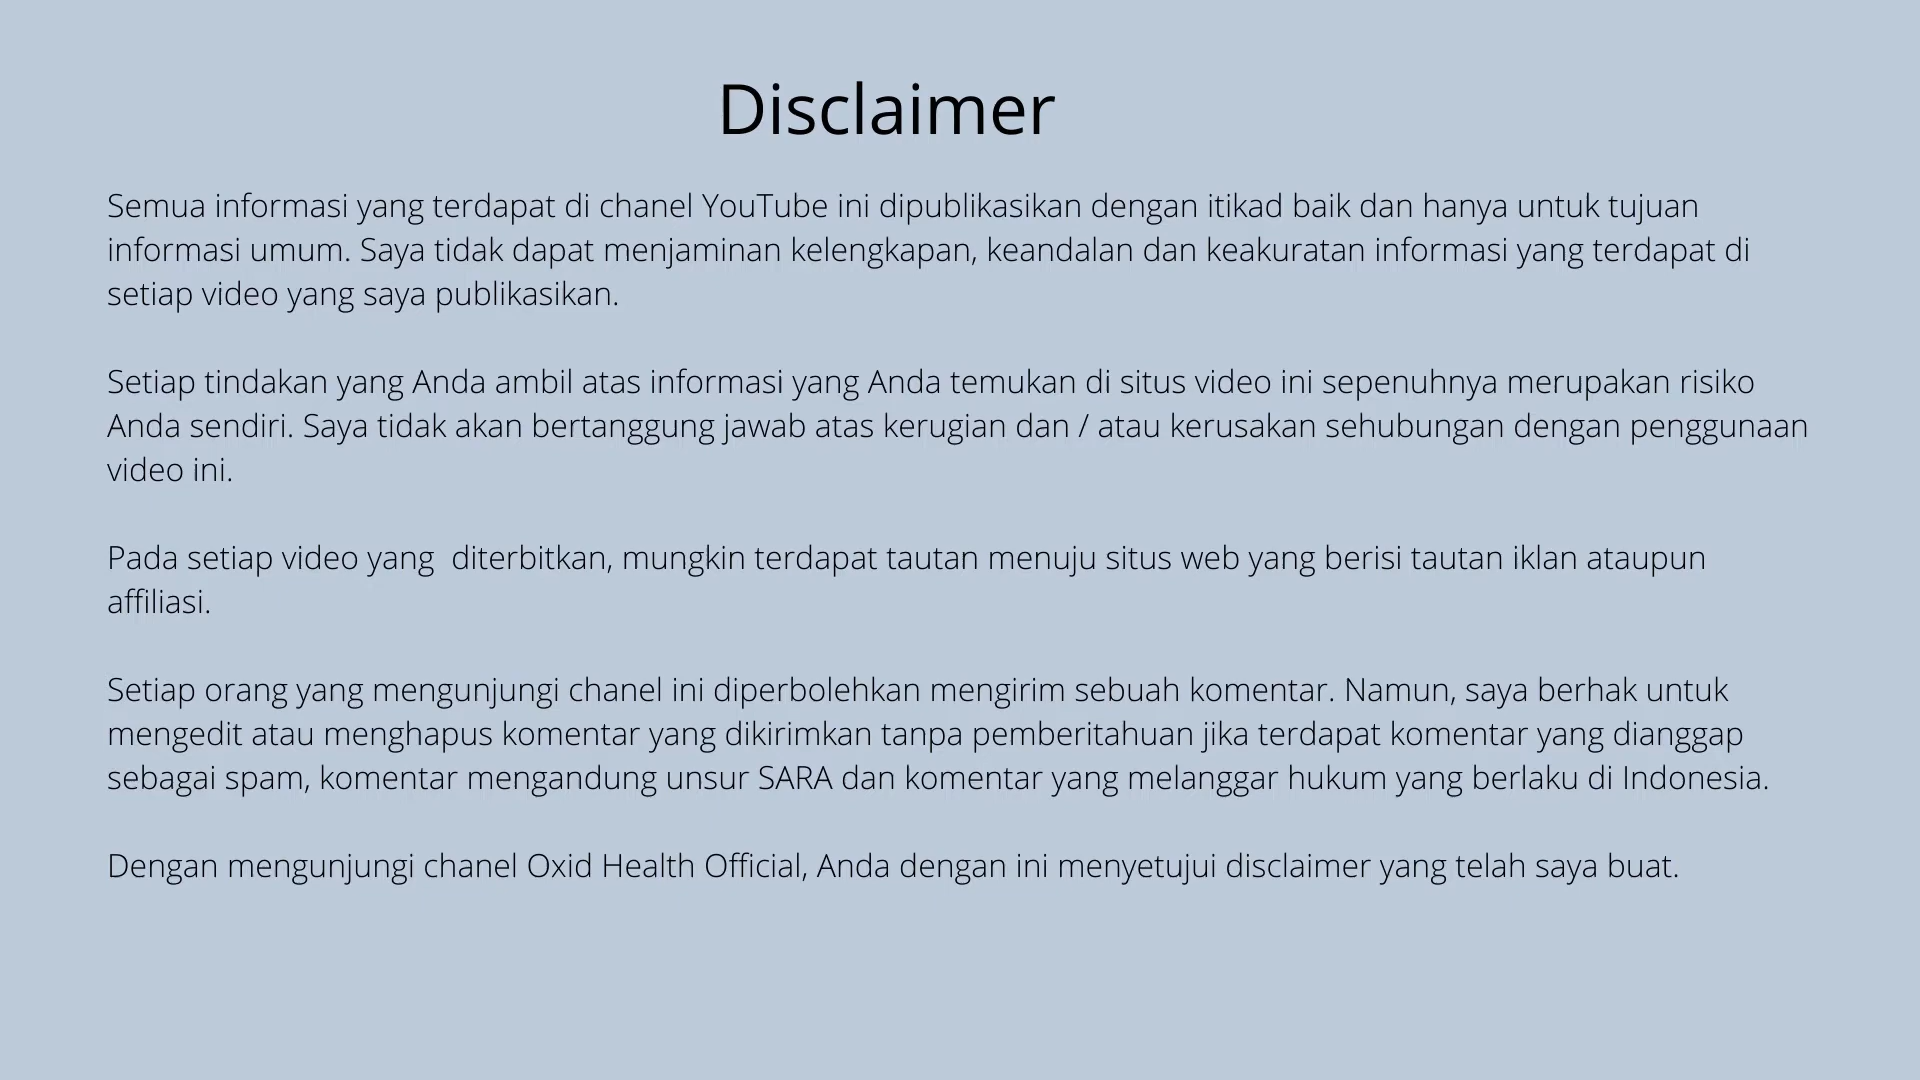 Disclaimer
Semua informasi yang terdapat di chanel YouTube ini dipublikasikan dengan itikad baik dan hanya untuk tujuan
informasi umum. Saya tidak dapat menjaminan kelengkapan, keandalan dan keakuratan informasi yang terdapat di
setiap video yang saya publikasikan.
Setiap tindakan yang Anda ambil atas informasi yang Anda temukan di situs video ini sepenuhnya merupakan risiko
Anda sendiri. Saya tidak akan bertanggung jawab atas kerugian dan / atau kerusakan sehubungan dengan penggunaan
video ini.
Pada setiap video yang  diterbitkan, mungkin terdapat tautan menuju situs web yang berisi tautan iklan ataupun
affiliasi.
Setiap orang yang mengunjungi chanel ini diperbolehkan mengirim sebuah komentar. Namun, saya berhak untuk
mengedit atau menghapus komentar yang dikirimkan tanpa pemberitahuan jika terdapat komentar yang dianggap
sebagai spam, komentar mengandung unsur SARA dan komentar yang melanggar hukum yang berlaku di Indonesia.
Dengan mengunjungi chanel Oxid Health Official, Anda dengan ini menyetujui disclaimer yang telah saya buat.